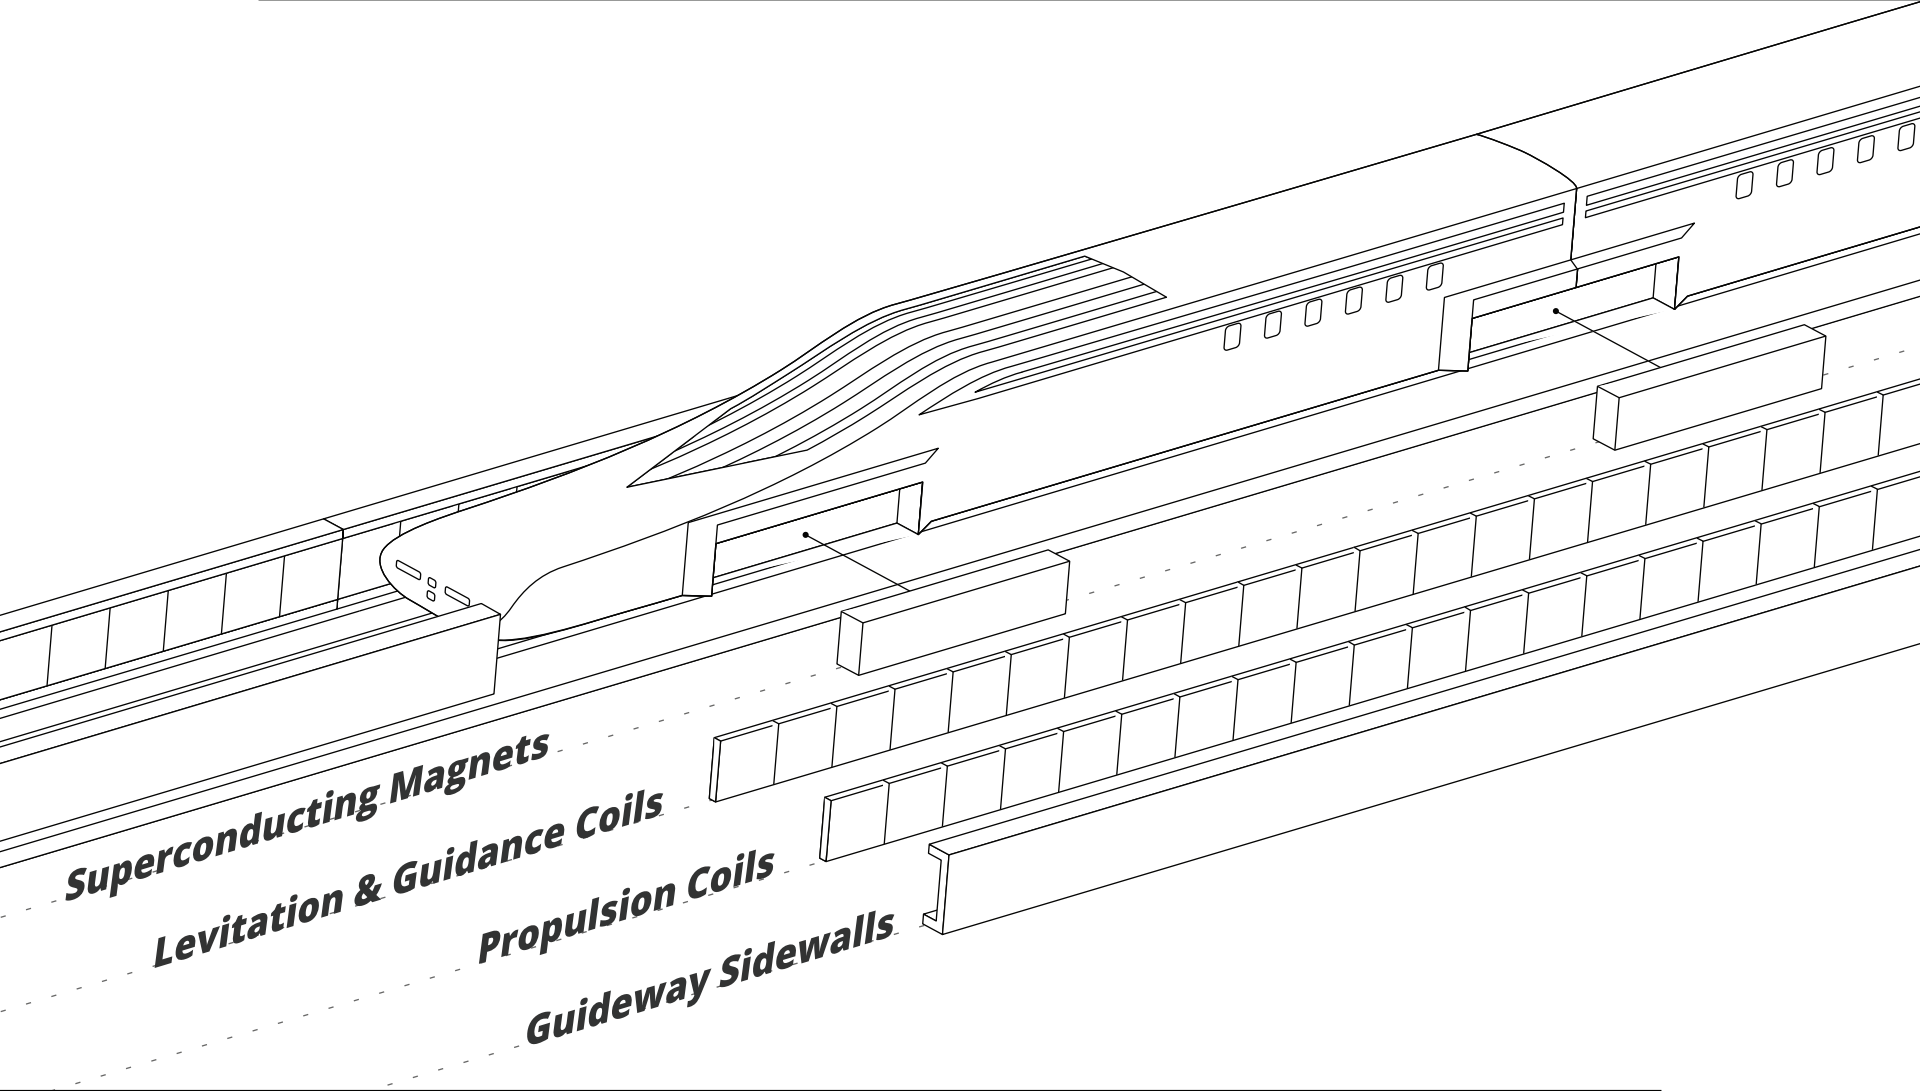 Superconducting Magnets
Levitation & Guidance Coils
Propulsion Coils
Guideway Sidewalls